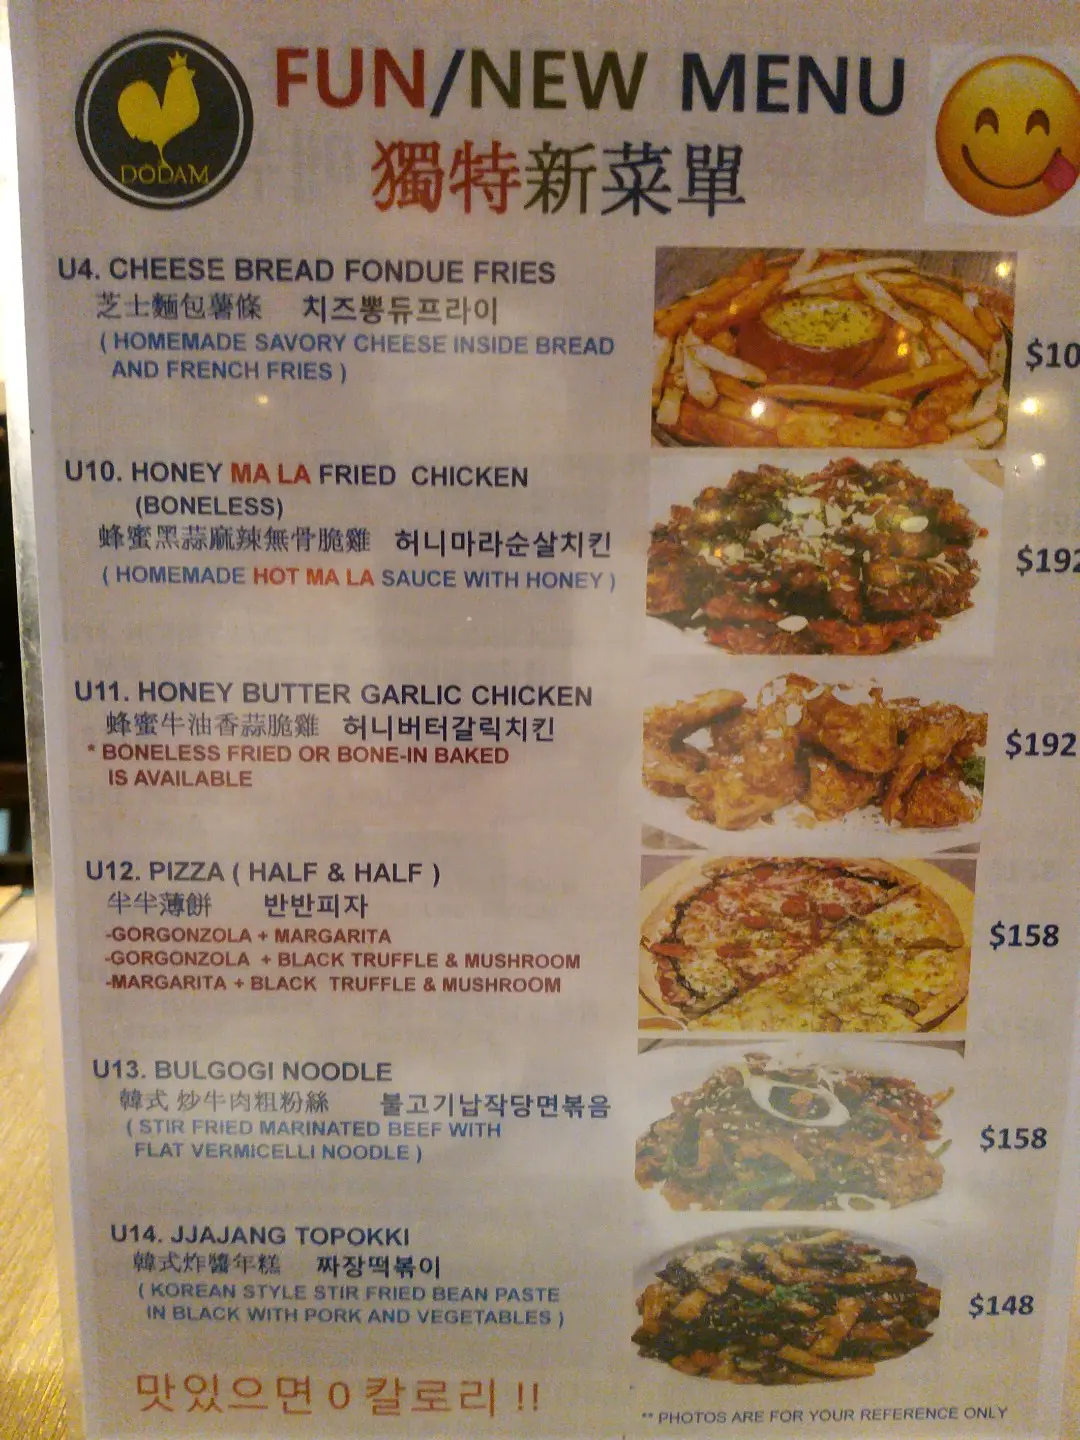 DODAM
FUN/NEW MENU
獨特新菜單
U4. CHEESE BREAD FONDUE FRIES
芝士麵包薯條 치즈뽕듀프라이
( HOMEMADE SAVORY CHEESE INSIDE BREAD
AND FRENCH FRIES )
$10
U10. HONEY MA LA FRIED CHICKEN
(BONELESS)
蜂蜜黑蒜麻辣無骨脆雞 허니마라순살치킨
( HOMEMADE HOT MA LA SAUCE WITH HONEY )
$192
U11. HONEY BUTTER GARLIC CHICKEN
蜂蜜牛油香蒜脆雞 허니버터갈릭치킨
* BONELESS FRIED OR BONE-IN BAKED
IS AVAILABLE
$192
U12. PIZZA ( HALF & HALF )
半半薄餅 반반피자
-GORGONZOLA + MARGARITA
-GORGONZOLA + BLACK TRUFFLE & MUSHROOM
-MARGARITA + BLACK TRUFFLE & MUSHROOM
$158
U13. BULGOGI NOODLE
韓式 炒牛肉粗粉絲 불고기납작당면볶음
( STIR FRIED MARINATED BEEF WITH
FLAT VERMICELLI NOODLE )
$158
U14. JJAJANG TOPOKKI
韓式炸醬年糕 짜장떡볶이
( KOREAN STYLE STIR FRIED BEAN PASTE
IN BLACK WITH PORK AND VEGETABLES )
$148
맛있으면 0 칼로리 !!
** PHOTOS ARE FOR YOUR REFERENCE ONLY